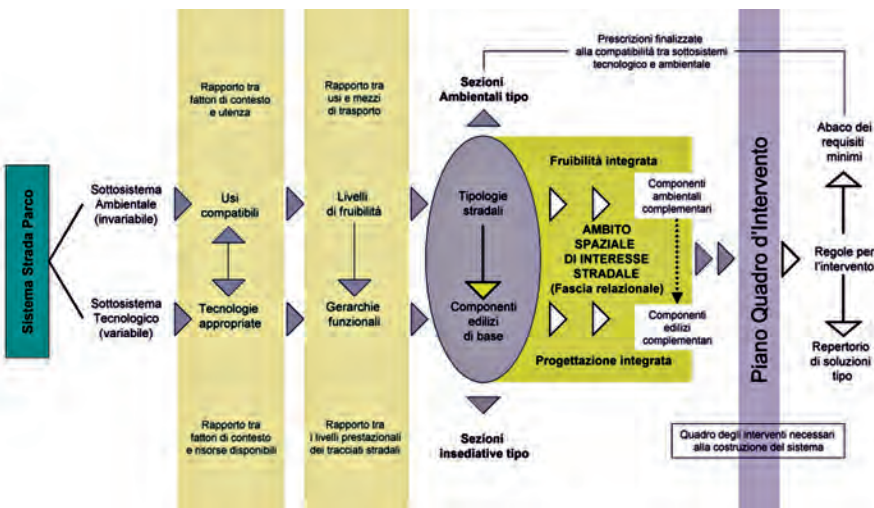 Prescrizioni finalizzate
alla compatibilità tra sottosistemi
tecnologico e ambientale
Rapporto tra
fattori di contesto
e utenza
Rapporto tra
usi e mezzi
di trasporto
Sezioni
Ambientali tipo
Abaco dei
requisiti
minimi
Sistema Strada Parco
Sottosistema
Ambientale
(invariabile)
Usi
compatibili
Livelli
di fruibilità
Tipologie
stradali
Fruibilità integrata
Componenti
ambientali
complementari
AMBITO
SPAZIALE
DI INTERESSE
STRADALE
(Fascia relazionale)
Piano Quadro d'Intervento
Regole per
l'intervento
Sottosistema
Tecnologico
(variabile)
Tecnologie
appropriate
Gerarchie
funzionali
Componenti
edilizi
di base
Componenti
edilizi
complementari
Progettazione integrata
Repertorio
di soluzioni
tipo
Rapporto tra
fattori di contesto
e risorse disponibili
Rapporto tra
i livelli prestazionali
dei tracciati stradali
Sezioni
insediative tipo
Quadro degli interventi necessari
alla costruzione del sistema